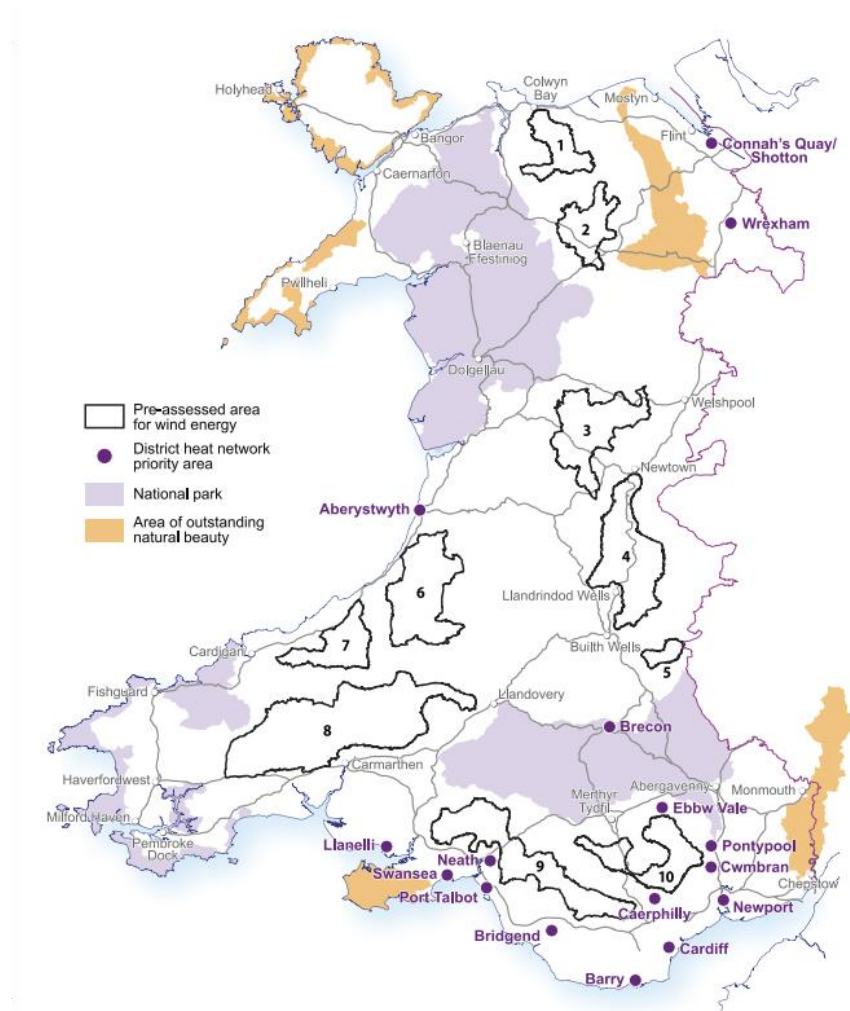 Holyhead
Colwyn
Bay
Mostyn
Flint
Bangor
Connah's Quay/
Shotton
Caernarfon
1
2
Wrexham
Blaenau
Ffestiniog
Pwllheli
Dolgellau
Welshpool
3
Newtown
Pre-assessed area
for wind energy
District heat network
priority area
National park
Area of outstanding
natural beauty
Aberystwyth
4
6
Llandrindod Wells
7
Cardigan
Builth Wells
5
Fishguard
Llandovery
8
Brecon
Carmarthen
Haverfordwest
Abergavenny
Monmouth
Merthyr
Tydfil
Ebbw Vale
Milford Haven
Pembroke
Dock
Llanelli
Neath
Pontypool
9
10
Cwmbran
Swansea
Port Talbot
Chepstow
Caerphilly
Newport
Bridgend
Cardiff
Barry